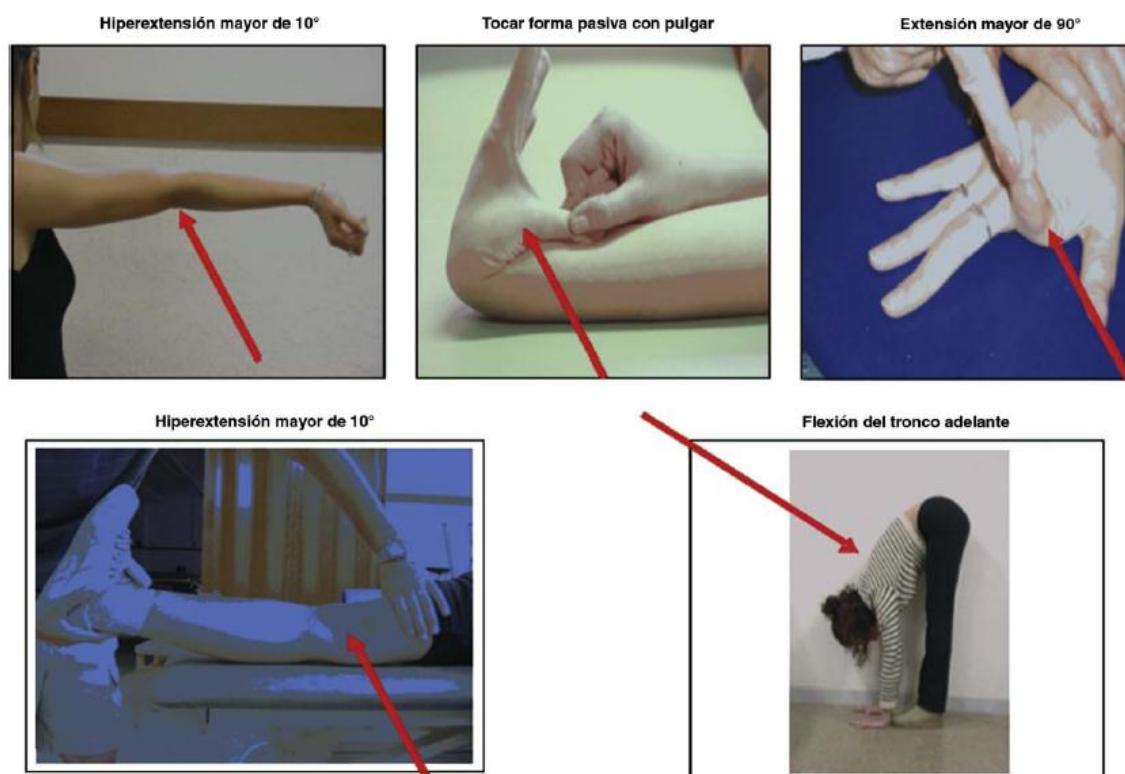 Hiperextensión mayor de 10°
Tocar forma pasiva con pulgar
Extensión mayor de 90°
Hiperextensión mayor de 10°
Flexión del tronco adelante